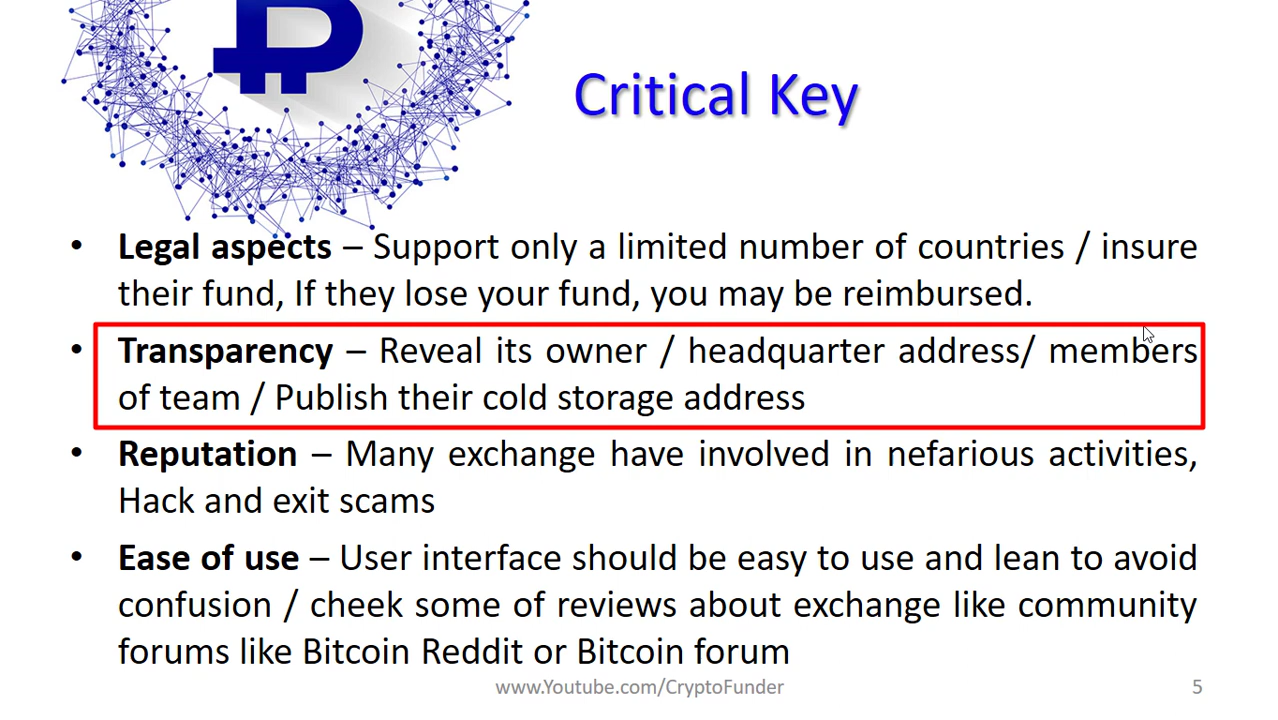 Critical Key
• Legal aspects – Support only a limited number of countries / insure
their fund, If they lose your fund, you may be reimbursed.
• Transparency – Reveal its owner / headquarter address/ members
of team / Publish their cold storage address
• Reputation – Many exchange have involved in nefarious activities,
Hack and exit scams
• Ease of use – User interface should be easy to use and lean to avoid
confusion / cheek some of reviews about exchange like community
forums like Bitcoin Reddit or Bitcoin forum
www.Youtube.com/CryptoFunder
5